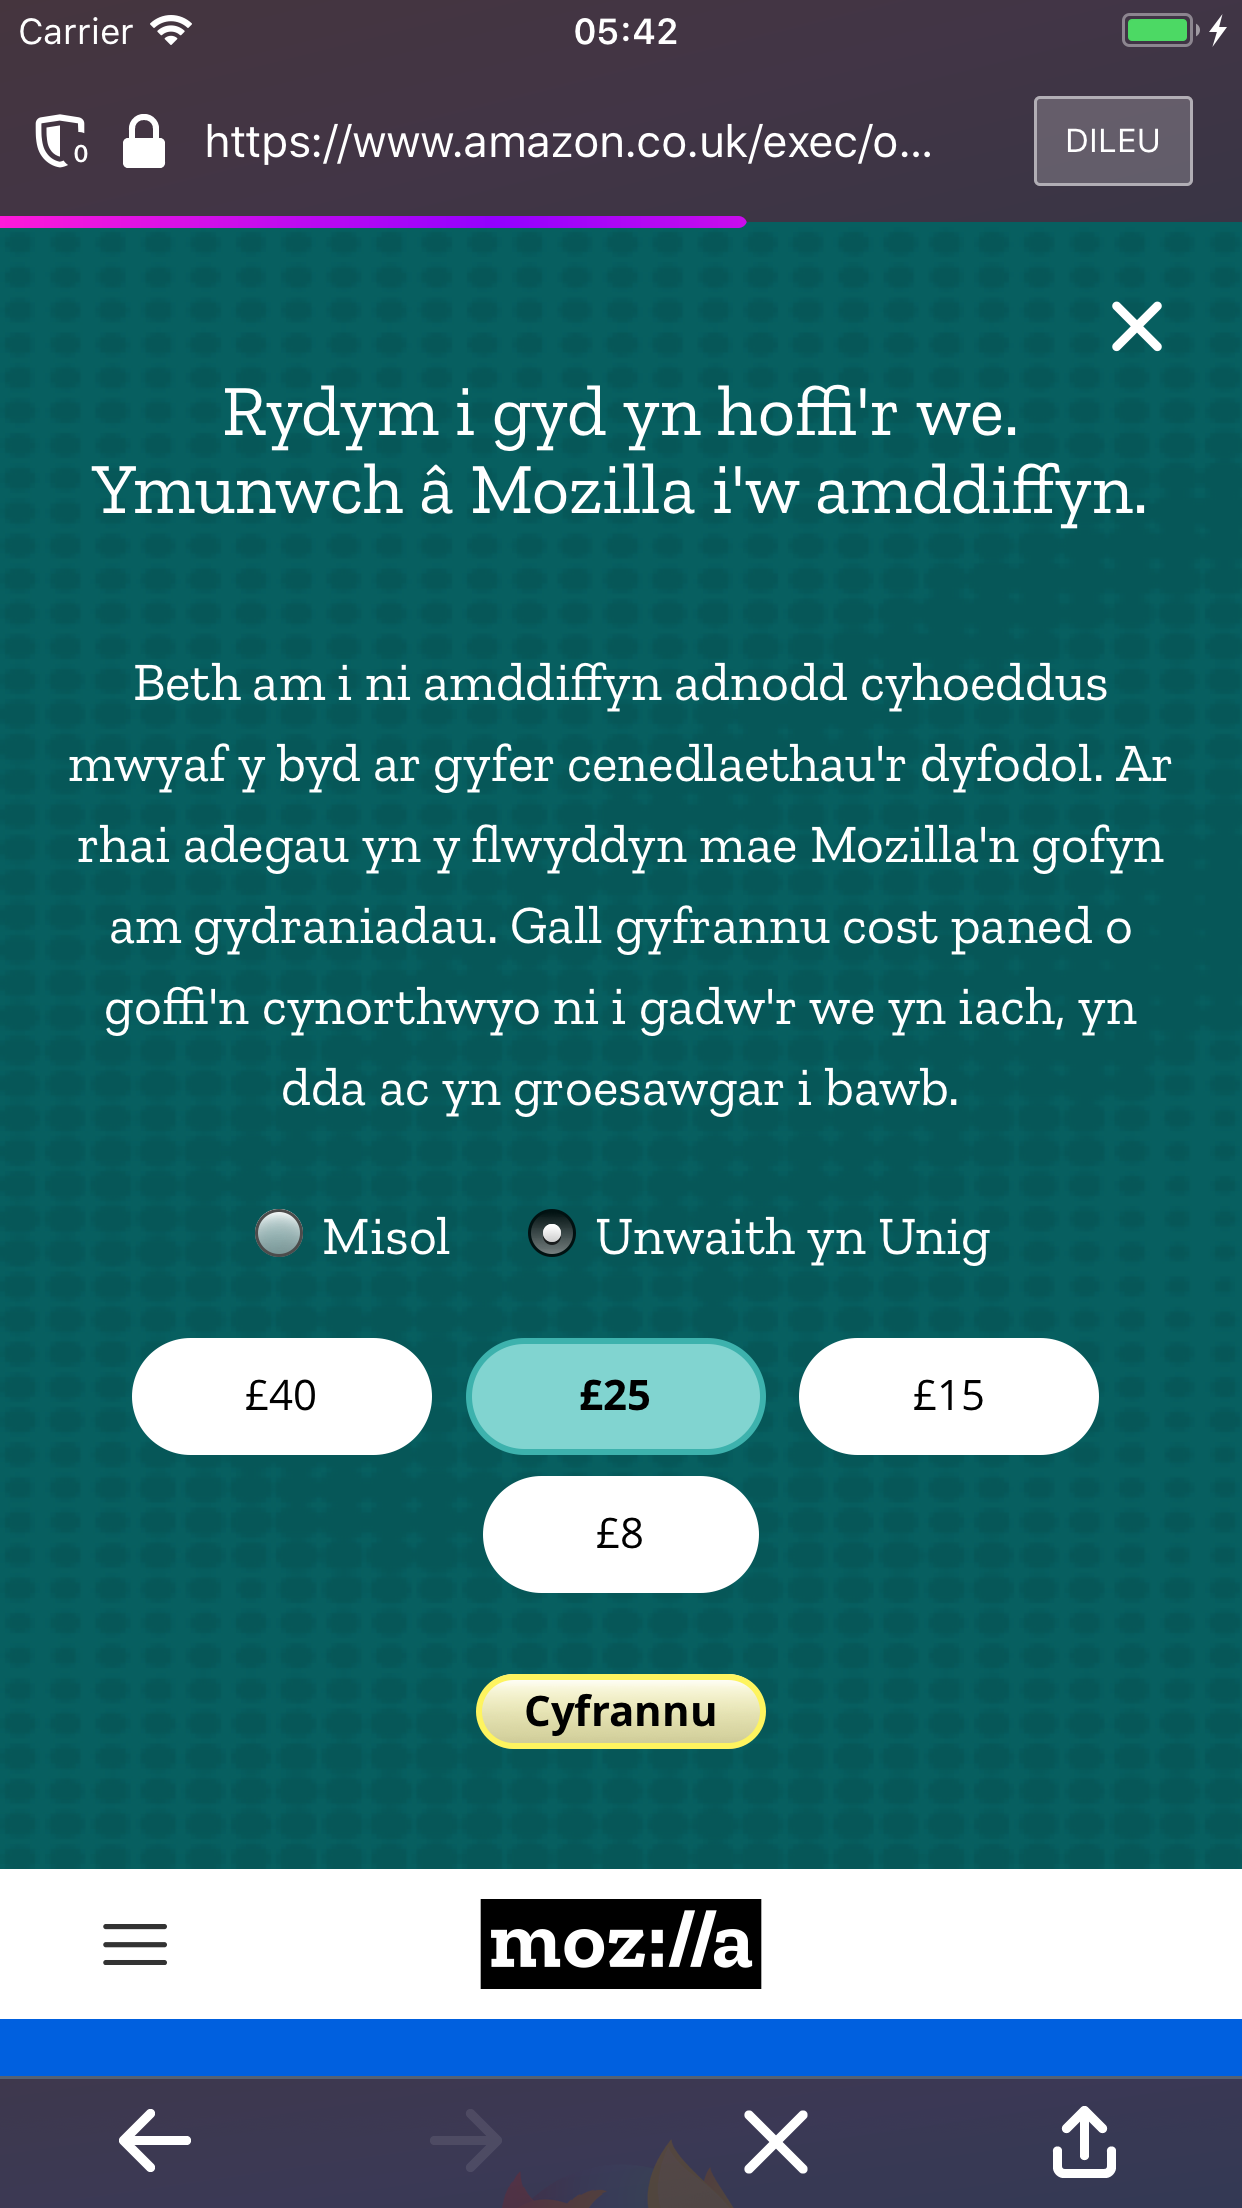 Carrier 05:42
0 https://www.amazon.co.uk/exec/o... DILEU
Rydym i gyd yn hoffi'r we.
Ymunwch â Mozilla i'w amddiffyn.
Beth am i ni amddiffyn adnodd cyhoeddus
mwyaf y byd ar gyfer cenedlaethau'r dyfodol. Ar
rhai adegau yn y flwyddyn mae Mozilla'n gofyn
am gydraniadau. Gall gyfrannu cost paned o
goffi'n cynorthwyo ni i gadw'r we yn iach, yn
dda ac yn groesawgar i bawb.
Misol Unwaith yn Unig
£40 £25 £15
£8
Cyfrannu
moz://a